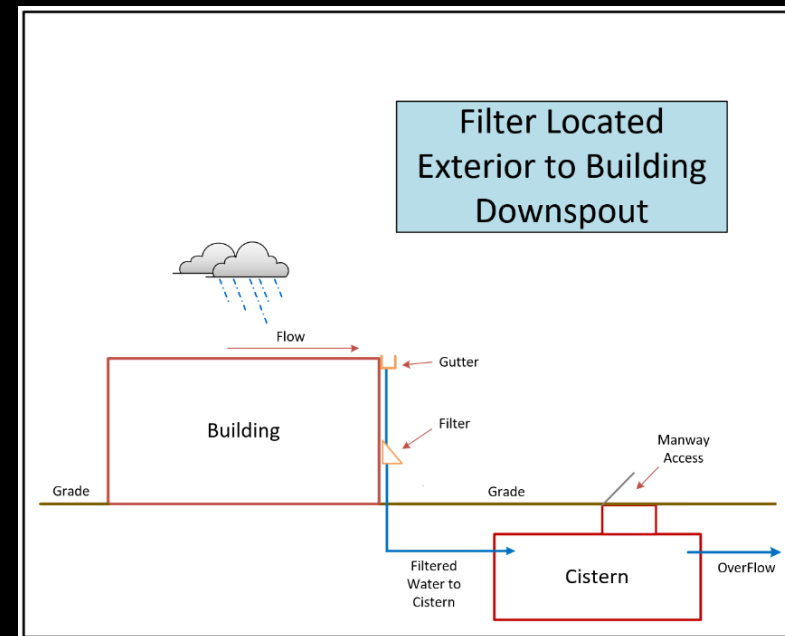 Filter Located
Exterior to Building
Downspout
Flow
Gutter
Building
Filter
Manway
Access
Grade
Grade
Filtered
Water to
Cistern
Cistern
OverFlow